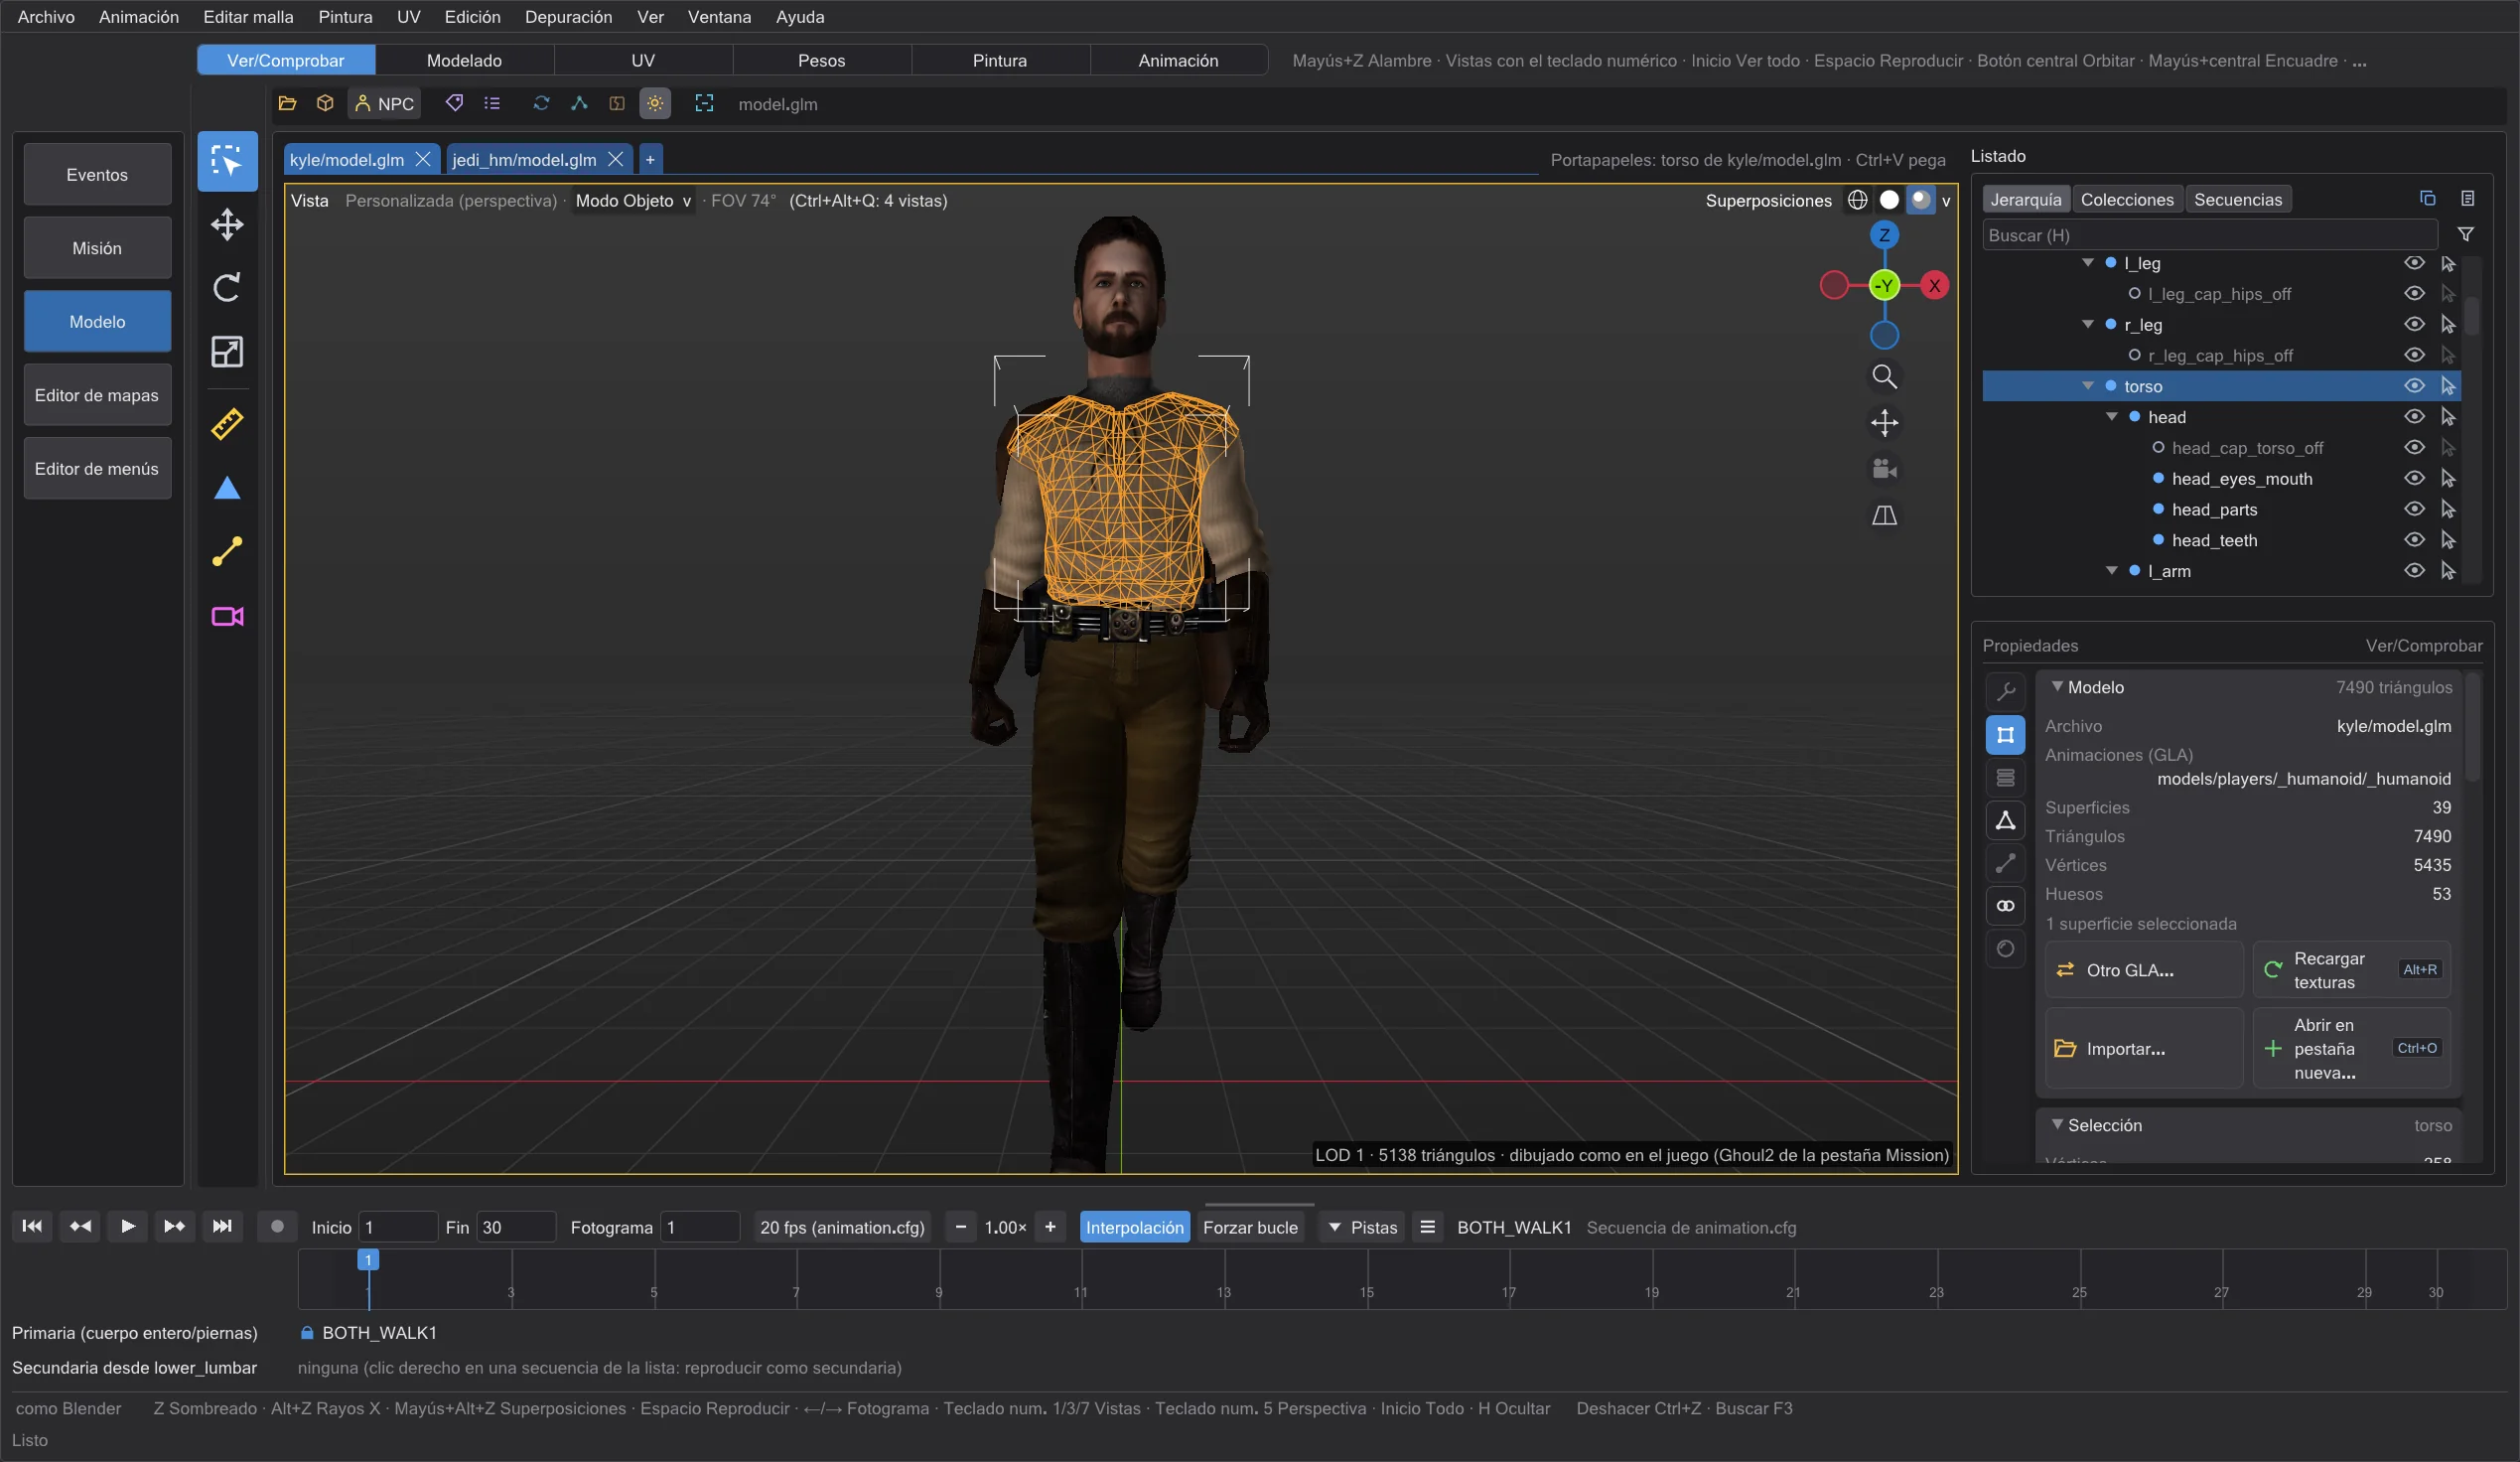 Archivo Animación Editar malla Pintura UV Edición Depuración Ver Ventana Ayuda
Ver/Comprobar Modelado UV Pesos Pintura Animación Mayús+Z Alambre · Vistas con el teclado numérico · Inicio Ver todo · Espacio Reproducir · Botón central Orbitar · Mayús+central Encuadre · ...
NPC model.glm
Eventos
Misión
Modelo
Editor de mapas
Editor de menús
kyle/model.glm jedi_hm/model.glm + Portapapeles: torso de kyle/model.glm · Ctrl+V pega
Vista Personalizada (perspectiva) · Modo Objeto v · FOV 74° (Ctrl+Alt+Q: 4 vistas) Superposiciones v
Z
-Y X
LOD 1 · 5138 triángulos · dibujado como en el juego (Ghoul2 de la pestaña Mission)
Listado
Jerarquía Colecciones Secuencias
Buscar (H)
l_leg
l_leg_cap_hips_off
r_leg
r_leg_cap_hips_off
torso
head
head_cap_torso_off
head_eyes_mouth
head_parts
head_teeth
l_arm
Propiedades Ver/Comprobar
Modelo 7490 triángulos
Archivo kyle/model.glm
Animaciones (GLA)
models/players/_humanoid/_humanoid
Superficies 39
Triángulos 7490
Vértices 5435
Huesos 53
1 superficie seleccionada
Otro GLA...
Recargar texturas Alt+R
Importar...
Abrir en pestaña nueva... Ctrl+O
Selección torso
Vértices 258
Inicio 1 Fin 30 Fotograma 1 20 fps (animation.cfg) − 1.00× + Interpolación Forzar bucle Pistas BOTH_WALK1 Secuencia de animation.cfg
1
1 3 5 7 9 11 13 15 17 19 21 23 25 27 29 30
Primaria (cuerpo entero/piernas) BOTH_WALK1
Secundaria desde lower_lumbar ninguna (clic derecho en una secuencia de la lista: reproducir como secundaria)
como Blender Z Sombreado · Alt+Z Rayos X · Mayús+Alt+Z Superposiciones · Espacio Reproducir · ←/→ Fotograma · Teclado num. 1/3/7 Vistas · Teclado num. 5 Perspectiva · Inicio Todo · H Ocultar Deshacer Ctrl+Z · Buscar F3
Listo